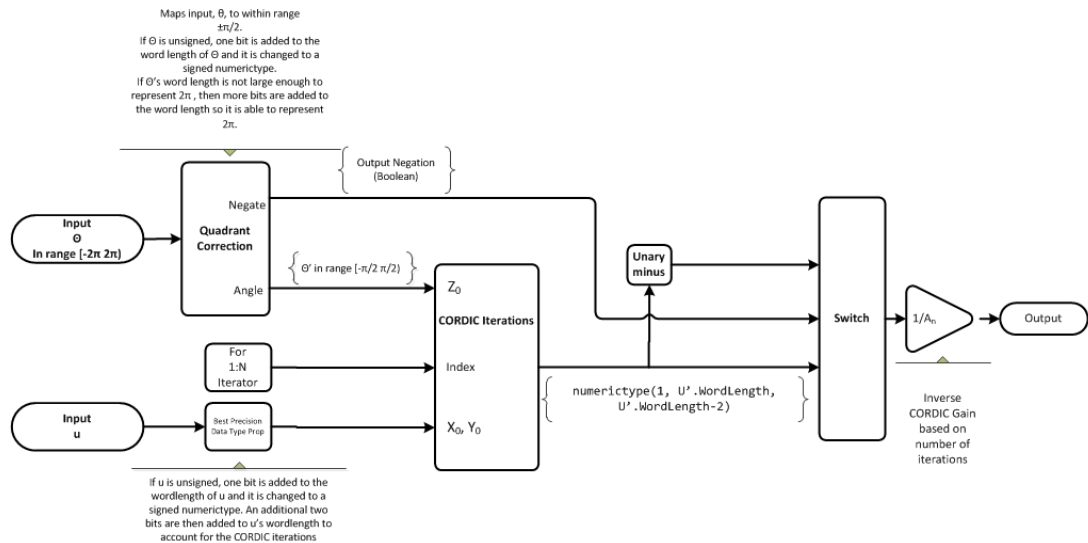 Maps input, θ, to within range
±π/2.
If Θ is unsigned, one bit is added to the
word length of Θ and it is changed to a
signed numerictype.
If Θ's word length is not large enough to
represent 2π , then more bits are added to
the word length so it is able to represent
2π.
Output Negation
(Boolean)
Negate
Input
Θ
In range [-2π 2π)
Quadrant
Correction
Angle
Θ' in range [-π/2 π/2)
Unary
minus
Z0
CORDIC Iterations
Index
X0, Y0
Switch
1/An
Output
For
1:N
Iterator
numerictype(1, U'.WordLength,
U'.WordLength-2)
Input
u
Best Precision
Data Type Prop
Inverse
CORDIC Gain
based on
number of
iterations
If u is unsigned, one bit is added to the
wordlength of u and it is changed to a
signed numerictype. An additional two
bits are then added to u's wordlength to
account for the CORDIC iterations